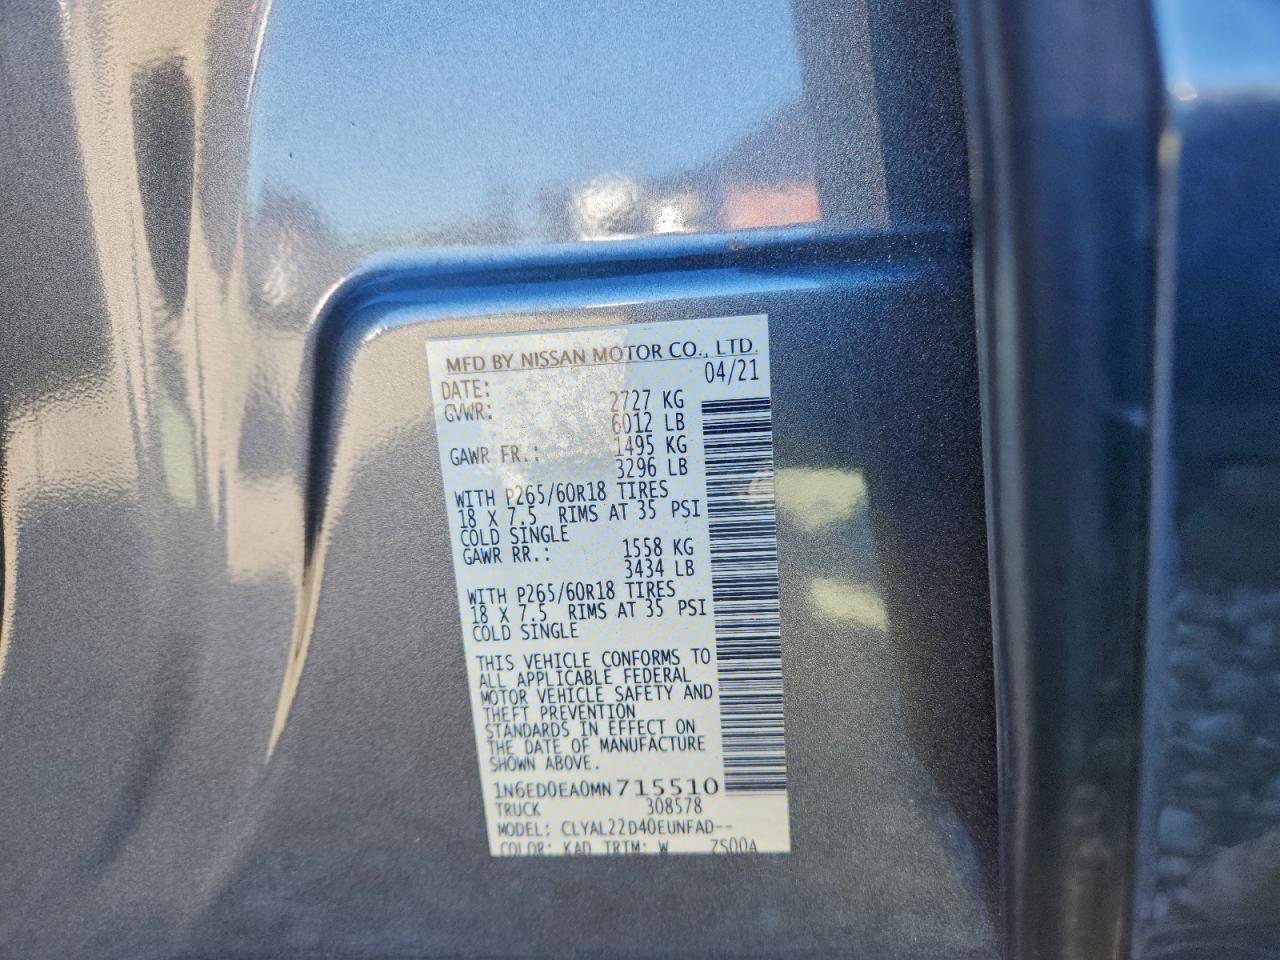 MFD BY NISSAN MOTOR CO., LTD.
DATE: 04/21
GVWR: 2727 KG
6012 LB
GAWR FR.: 1495 KG
3296 LB
WITH P265/60R18 TIRES
18 X 7.5 RIMS AT 35 PSI
COLD SINGLE
GAWR RR.: 1558 KG
3434 LB
WITH P265/60R18 TIRES
18 X 7.5 RIMS AT 35 PSI
COLD SINGLE
THIS VEHICLE CONFORMS TO
ALL APPLICABLE FEDERAL
MOTOR VEHICLE SAFETY AND
THEFT PREVENTION
STANDARDS IN EFFECT ON
THE DATE OF MANUFACTURE
SHOWN ABOVE.
1N6ED0EA0MN715510
TRUCK 308578
MODEL: CLYAL22D40EUNFAD--
COLOR: KAD TRIM: W ZS00A